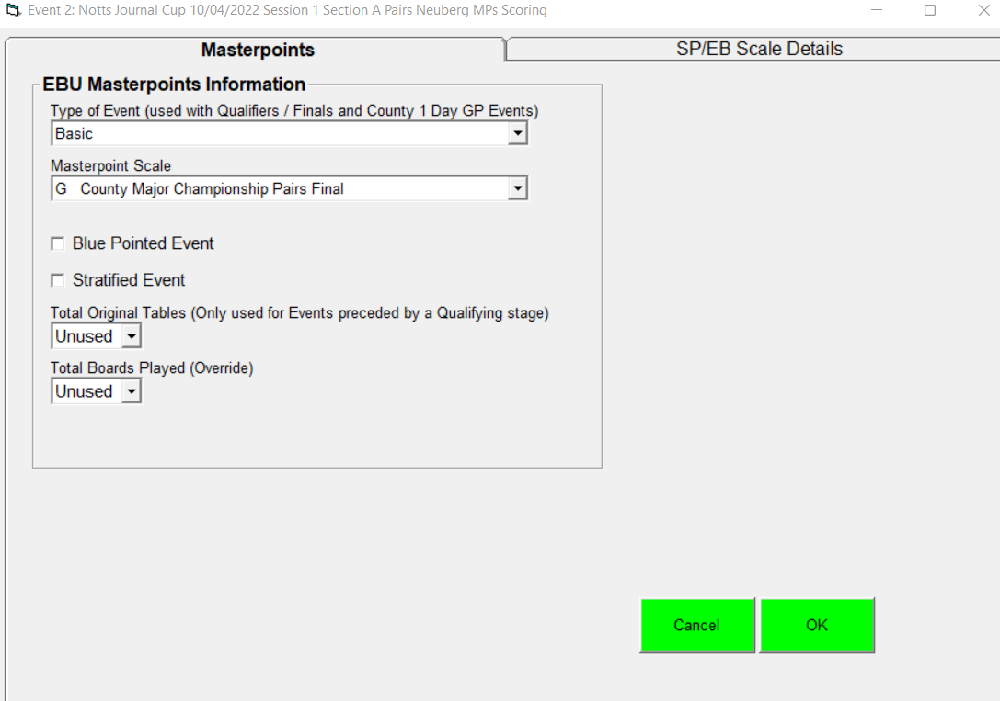 Event 2: Notts Journal Cup 10/04/2022 Session 1 Section A Pairs Neuberg MPs Scoring
Masterpoints
SP/EB Scale Details
EBU Masterpoints Information
Type of Event (used with Qualifiers / Finals and County 1 Day GP Events)
Basic
Masterpoint Scale
G County Major Championship Pairs Final
Blue Pointed Event
Stratified Event
Total Original Tables (Only used for Events preceded by a Qualifying stage)
Unused
Total Boards Played (Override)
Unused
Cancel
OK